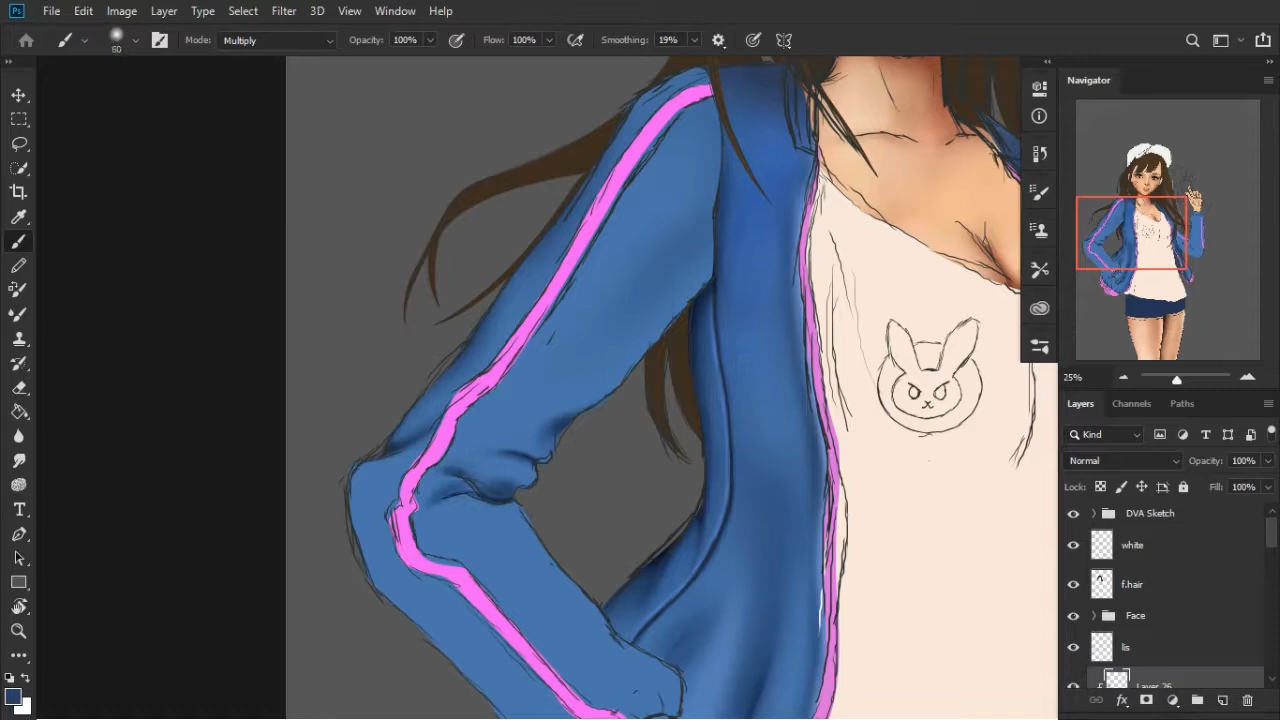 Ps File Edit Image Layer Type Select Filter 3D View Window Help
60 Mode: Multiply Opacity: 100% Flow: 100% Smoothing: 19%
Navigator
25%
Layers Channels Paths
Kind
Normal Opacity: 100%
Lock: Fill: 100%
DVA Sketch
white
f.hair
Face
lis
Layer 26